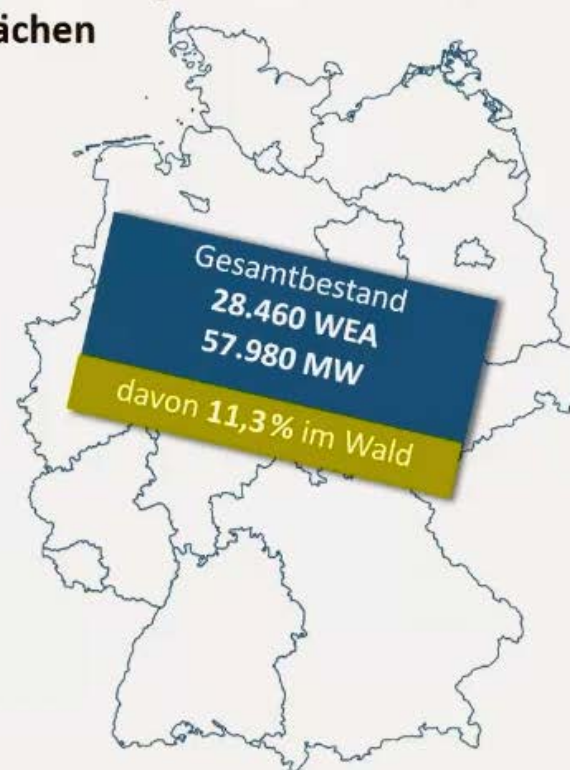 ächen
Gesamtbestand
28.460 WEA
57.980 MW
davon 11,3% im Wald